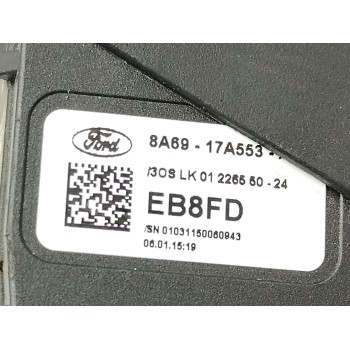 Ford
8A69 - 17A553 -
/3OS LK 01 2265 50 - 24
EB8FD
/SN 01031150060943
06.01.15:19